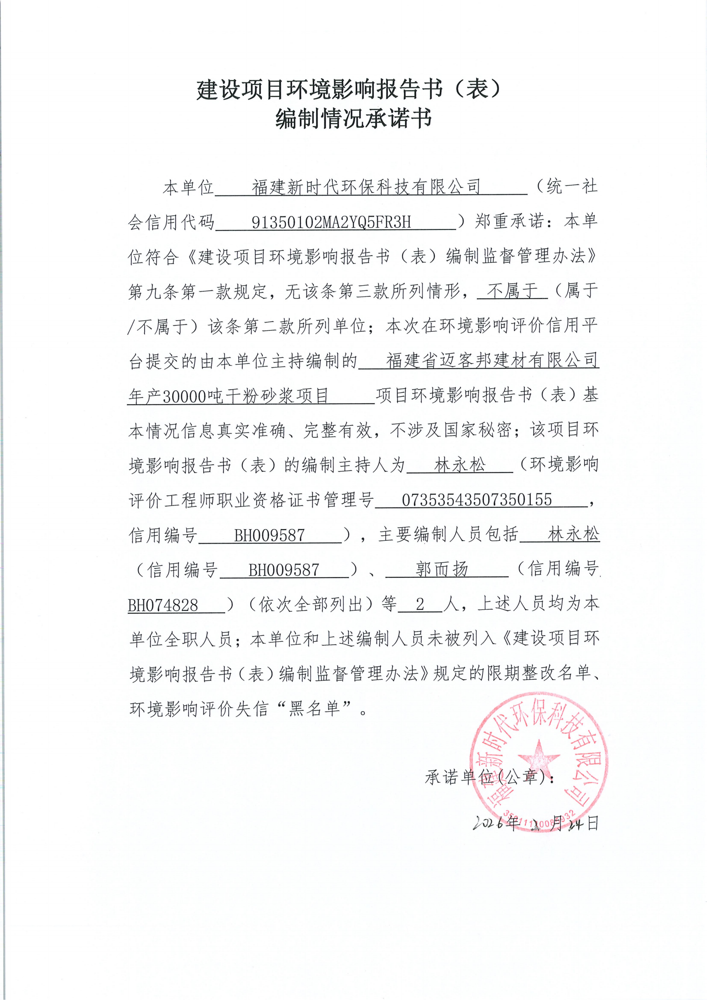 建设项目环境影响报告书（表）
编制情况承诺书
本单位 福建新时代环保科技有限公司 （统一社
会信用代码 91350102MA2YQ5FR3H ）郑重承诺：本单
位符合《建设项目环境影响报告书（表）编制监督管理办法》
第九条第一款规定，无该条第三款所列情形， 不属于 （属于
/不属于）该条第二款所列单位；本次在环境影响评价信用平
台提交的由本单位主持编制的 福建省迈客邦建材有限公司
年产30000吨干粉砂浆项目 项目环境影响报告书（表）基
本情况信息真实准确、完整有效，不涉及国家秘密；该项目环
境影响报告书（表）的编制主持人为 林永松 （环境影响
评价工程师职业资格证书管理号 07353543507350155 ，
信用编号 BH009587 ），主要编制人员包括 林永松
（信用编号 BH009587 ）、 郭而扬 （信用编号
BH074828 ）（依次全部列出）等 2 人，上述人员均为本
单位全职人员；本单位和上述编制人员未被列入《建设项目环
境影响报告书（表）编制监督管理办法》规定的限期整改名单、
环境影响评价失信“黑名单”。
福建新时代环保科技有限公司
承诺单位(公章)：
2026年 月24日